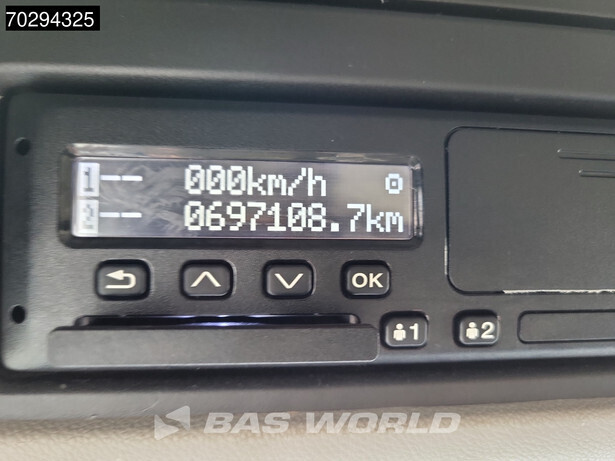 70294325
1 -- 000km/h
2 -- 0697108.7km
OK
1 2
BAS WORLD